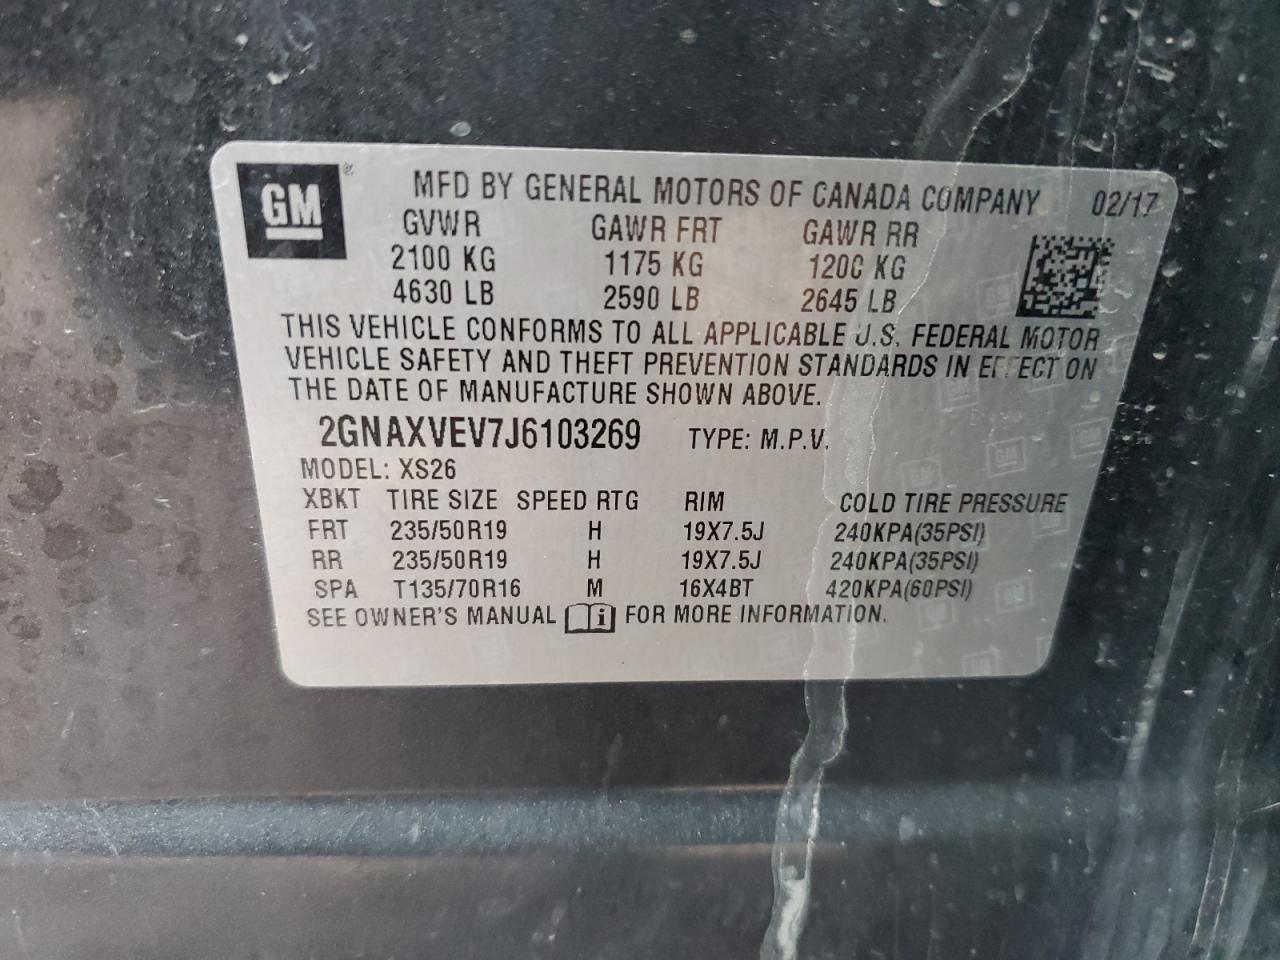 GM
MFD BY GENERAL MOTORS OF CANADA COMPANY 02/17
GVWR GAWR FRT GAWR RR
2100 KG 1175 KG 1200 KG
4630 LB 2590 LB 2645 LB
THIS VEHICLE CONFORMS TO ALL APPLICABLE U.S. FEDERAL MOTOR
VEHICLE SAFETY AND THEFT PREVENTION STANDARDS IN EFFECT ON
THE DATE OF MANUFACTURE SHOWN ABOVE.
2GNAXVEV7J6103269 TYPE: M.P.V.
MODEL: XS26
XBKT TIRE SIZE SPEED RTG RIM COLD TIRE PRESSURE
FRT 235/50R19 H 19X7.5J 240KPA(35PSI)
RR 235/50R19 H 19X7.5J 240KPA(35PSI)
SPA T135/70R16 M 16X4BT 420KPA(60PSI)
SEE OWNER'S MANUAL i FOR MORE INFORMATION.